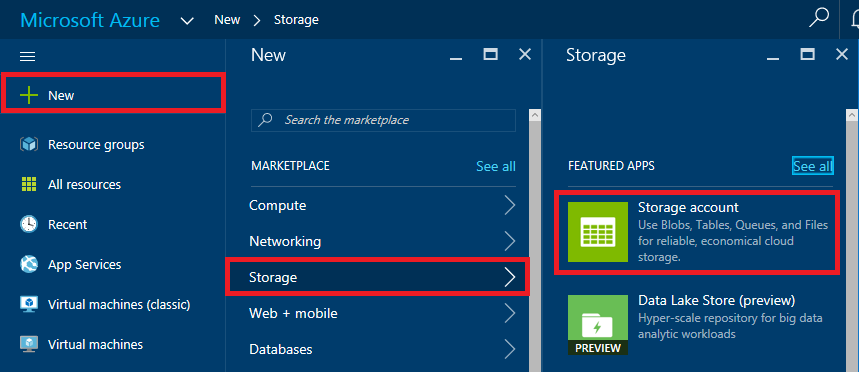 Microsoft Azure New > Storage
New
Resource groups
All resources
Recent
App Services
Virtual machines (classic)
Virtual machines
New
Search the marketplace
MARKETPLACE See all
Compute
Networking
Storage
Web + mobile
Databases
Storage
FEATURED APPS See all
Storage account
Use Blobs, Tables, Queues, and Files
for reliable, economical cloud
storage.
Data Lake Store (preview)
Hyper-scale repository for big data
analytic workloads
PREVIEW